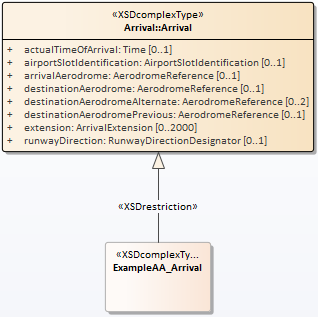 «XSDcomplexType»
Arrival::Arrival
+ actualTimeOfArrival: Time [0..1]
+ airportSlotIdentification: AirportSlotIdentification [0..1]
+ arrivalAerodrome: AerodromeReference [0..1]
+ destinationAerodrome: AerodromeReference [0..1]
+ destinationAerodromeAlternate: AerodromeReference [0..2]
+ destinationAerodromePrevious: AerodromeReference [0..1]
+ extension: ArrivalExtension [0..2000]
+ runwayDirection: RunwayDirectionDesignator [0..1]
«XSDrestriction»
«XSDcomplexTy...
ExampleAA_Arrival